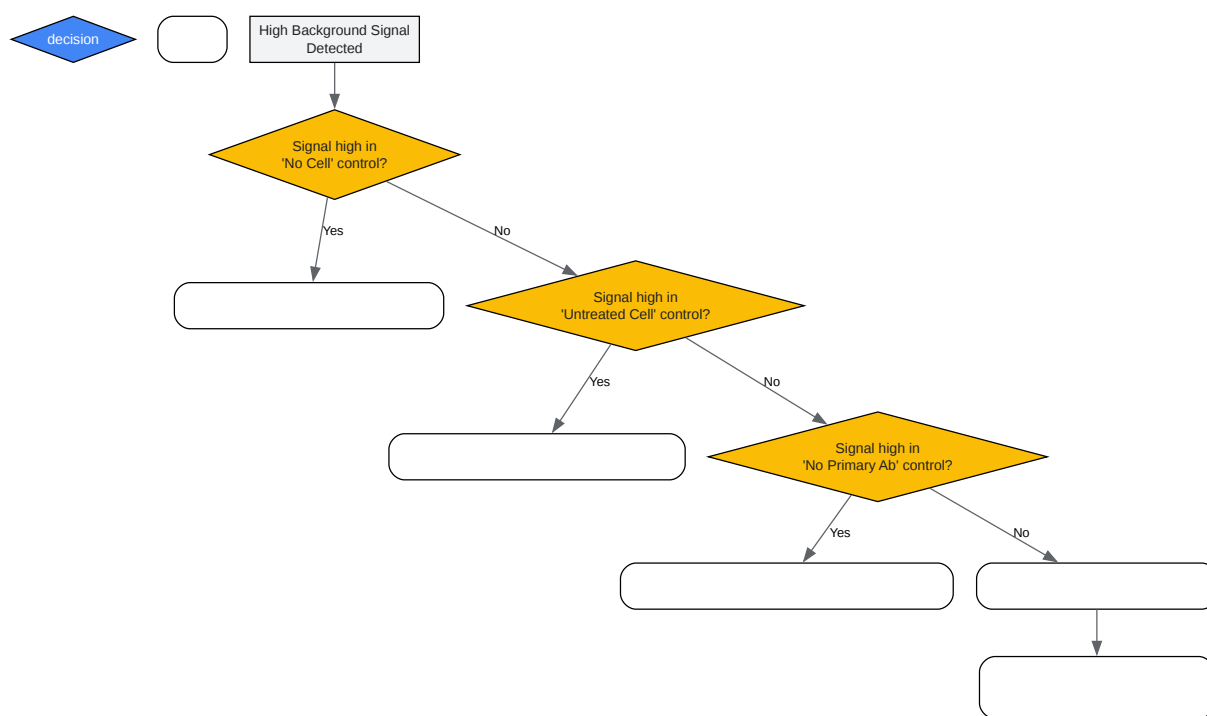 decision
High Background Signal
Detected
Signal high in
'No Cell' control?
Yes
No
Signal high in
'Untreated Cell' control?
Yes
No
Signal high in
'No Primary Ab' control?
Yes
No